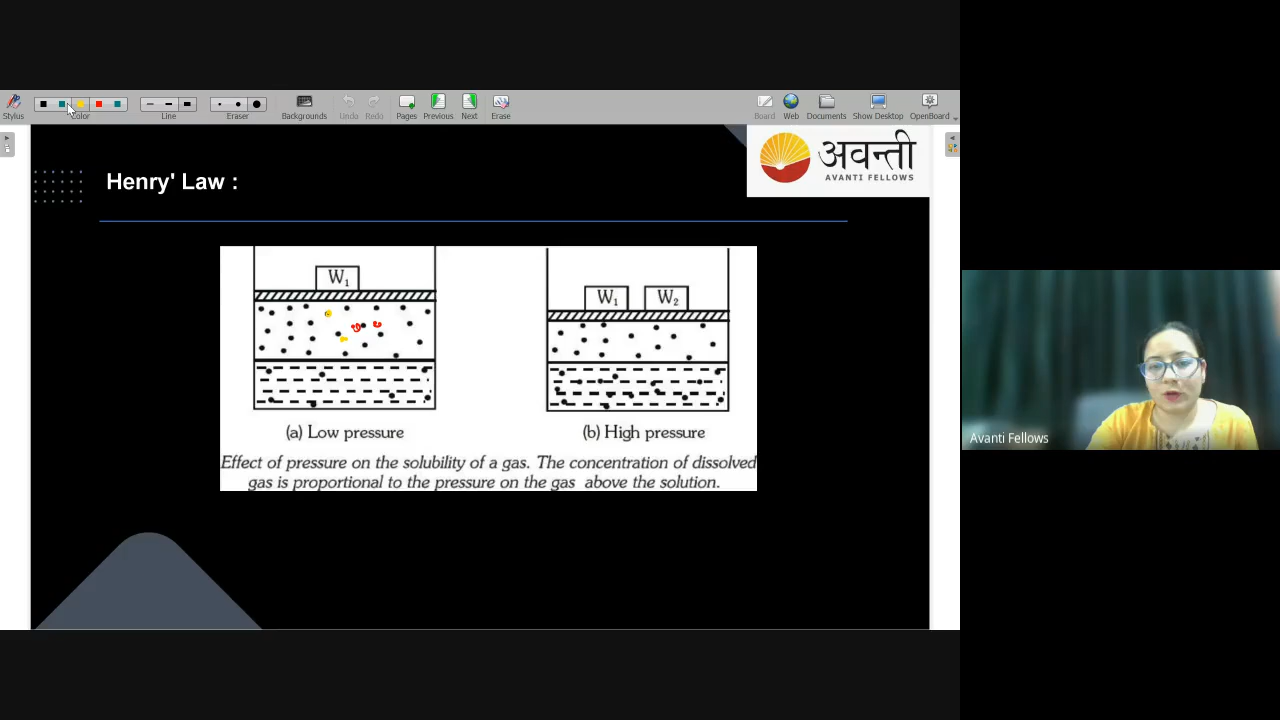 Stylus
Color
Line
Eraser
Backgrounds
Undo
Redo
Pages
Previous
Next
Erase
Board
Web
Documents
Show Desktop
OpenBoard
अवन्ती
AVANTI FELLOWS
Henry' Law :
W1
W1 W2
(a) Low pressure
(b) High pressure
Effect of pressure on the solubility of a gas. The concentration of dissolved
gas is proportional to the pressure on the gas above the solution.
Avanti Fellows